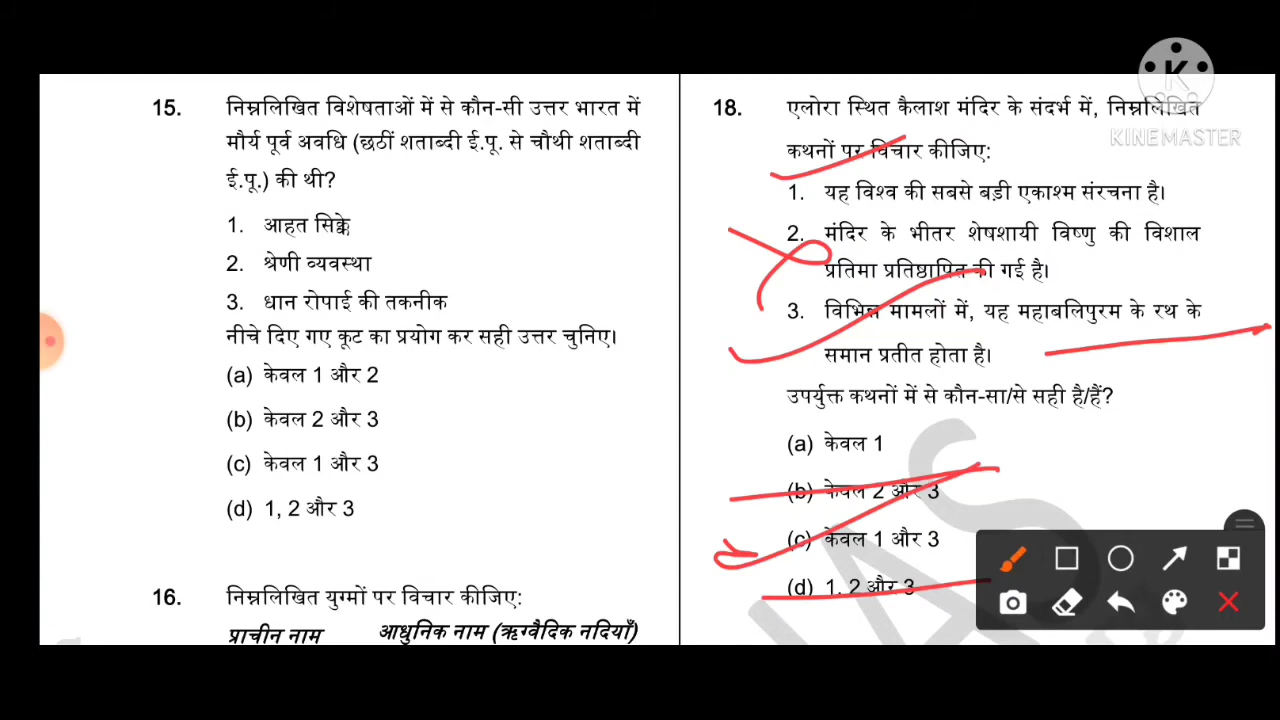 15. निम्नलिखित विशेषताओं में से कौन-सी उत्तर भारत में
मौर्य पूर्व अवधि (छठीं शताब्दी ई.पू. से चौथी शताब्दी
ई.पू.) की थी?
1. आहत सिक्के
2. श्रेणी व्यवस्था
3. धान रोपाई की तकनीक
नीचे दिए गए कूट का प्रयोग कर सही उत्तर चुनिए।
(a) केवल 1 और 2
(b) केवल 2 और 3
(c) केवल 1 और 3
(d) 1, 2 और 3
16. निम्नलिखित युग्मों पर विचार कीजिए:
प्राचीन नाम आधुनिक नाम (ऋग्वैदिक नदियाँ)
18. एलोरा स्थित कैलाश मंदिर के संदर्भ में, निम्नलिखित
कथनों पर विचार कीजिए:
1. यह विश्व की सबसे बड़ी एकाश्म संरचना है।
2. मंदिर के भीतर शेषशायी विष्णु की विशाल
प्रतिमा प्रतिष्ठापित की गई है।
3. विभिन्न मामलों में, यह महाबलिपुरम के रथ के
समान प्रतीत होता है।
उपर्युक्त कथनों में से कौन-सा/से सही है/हैं?
(a) केवल 1
(b) केवल 2 और 3
(c) केवल 1 और 3
(d) 1, 2 और 3
K
KINEMASTER
IAS